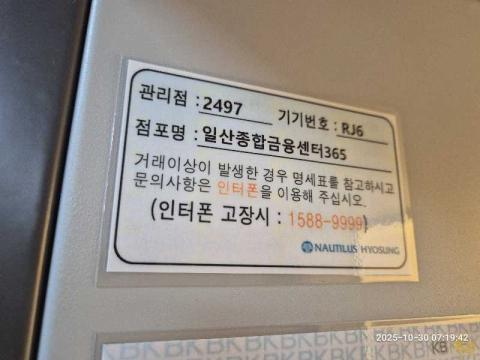 관리점 : 2497 기기번호 : RJ6
점포명 : 일산종합금융센터365
거래이상이 발생한 경우 명세표를 참고하시고
문의사항은 인터폰을 이용해 주십시오.
(인터폰 고장시 : 1588-9999)
NAUTILUS HYOSUNG
2025-10-30 07:19:42
KB